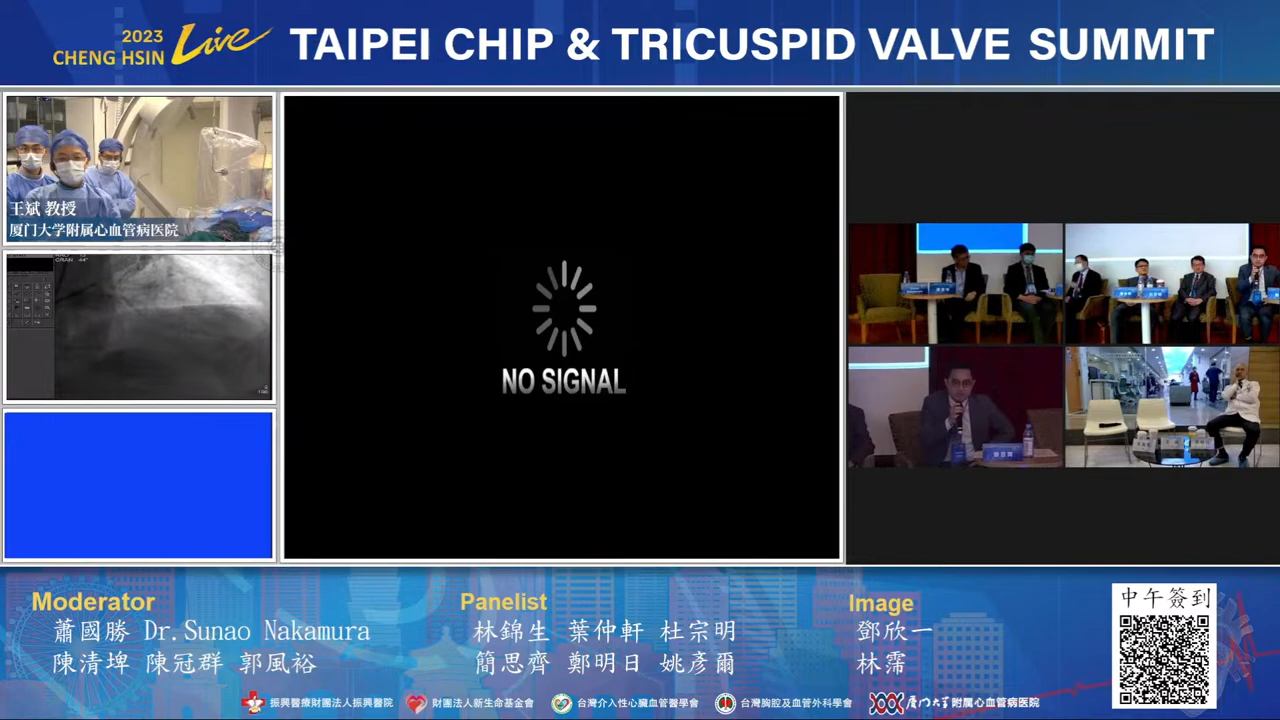 2023
CHENG HSIN Live
TAIPEI CHIP & TRICUSPID VALVE SUMMIT
王斌 教授
厦门大学附属心血管病医院
CRAN 44°
NO SIGNAL
Moderator
蕭國勝 Dr.Sunao Nakamura
陳清埤 陳冠群 郭風裕
Panelist
林錦生 葉仲軒 杜宗明
簡思齊 鄭明日 姚彥爾
Image
鄧欣一
林霈
中午簽到
振興醫療財團法人振興醫院
財團法人新生命基金會
台灣介入性心臟血管醫學會
台灣胸腔及血管外科學會
厦门大学附属心血管病医院